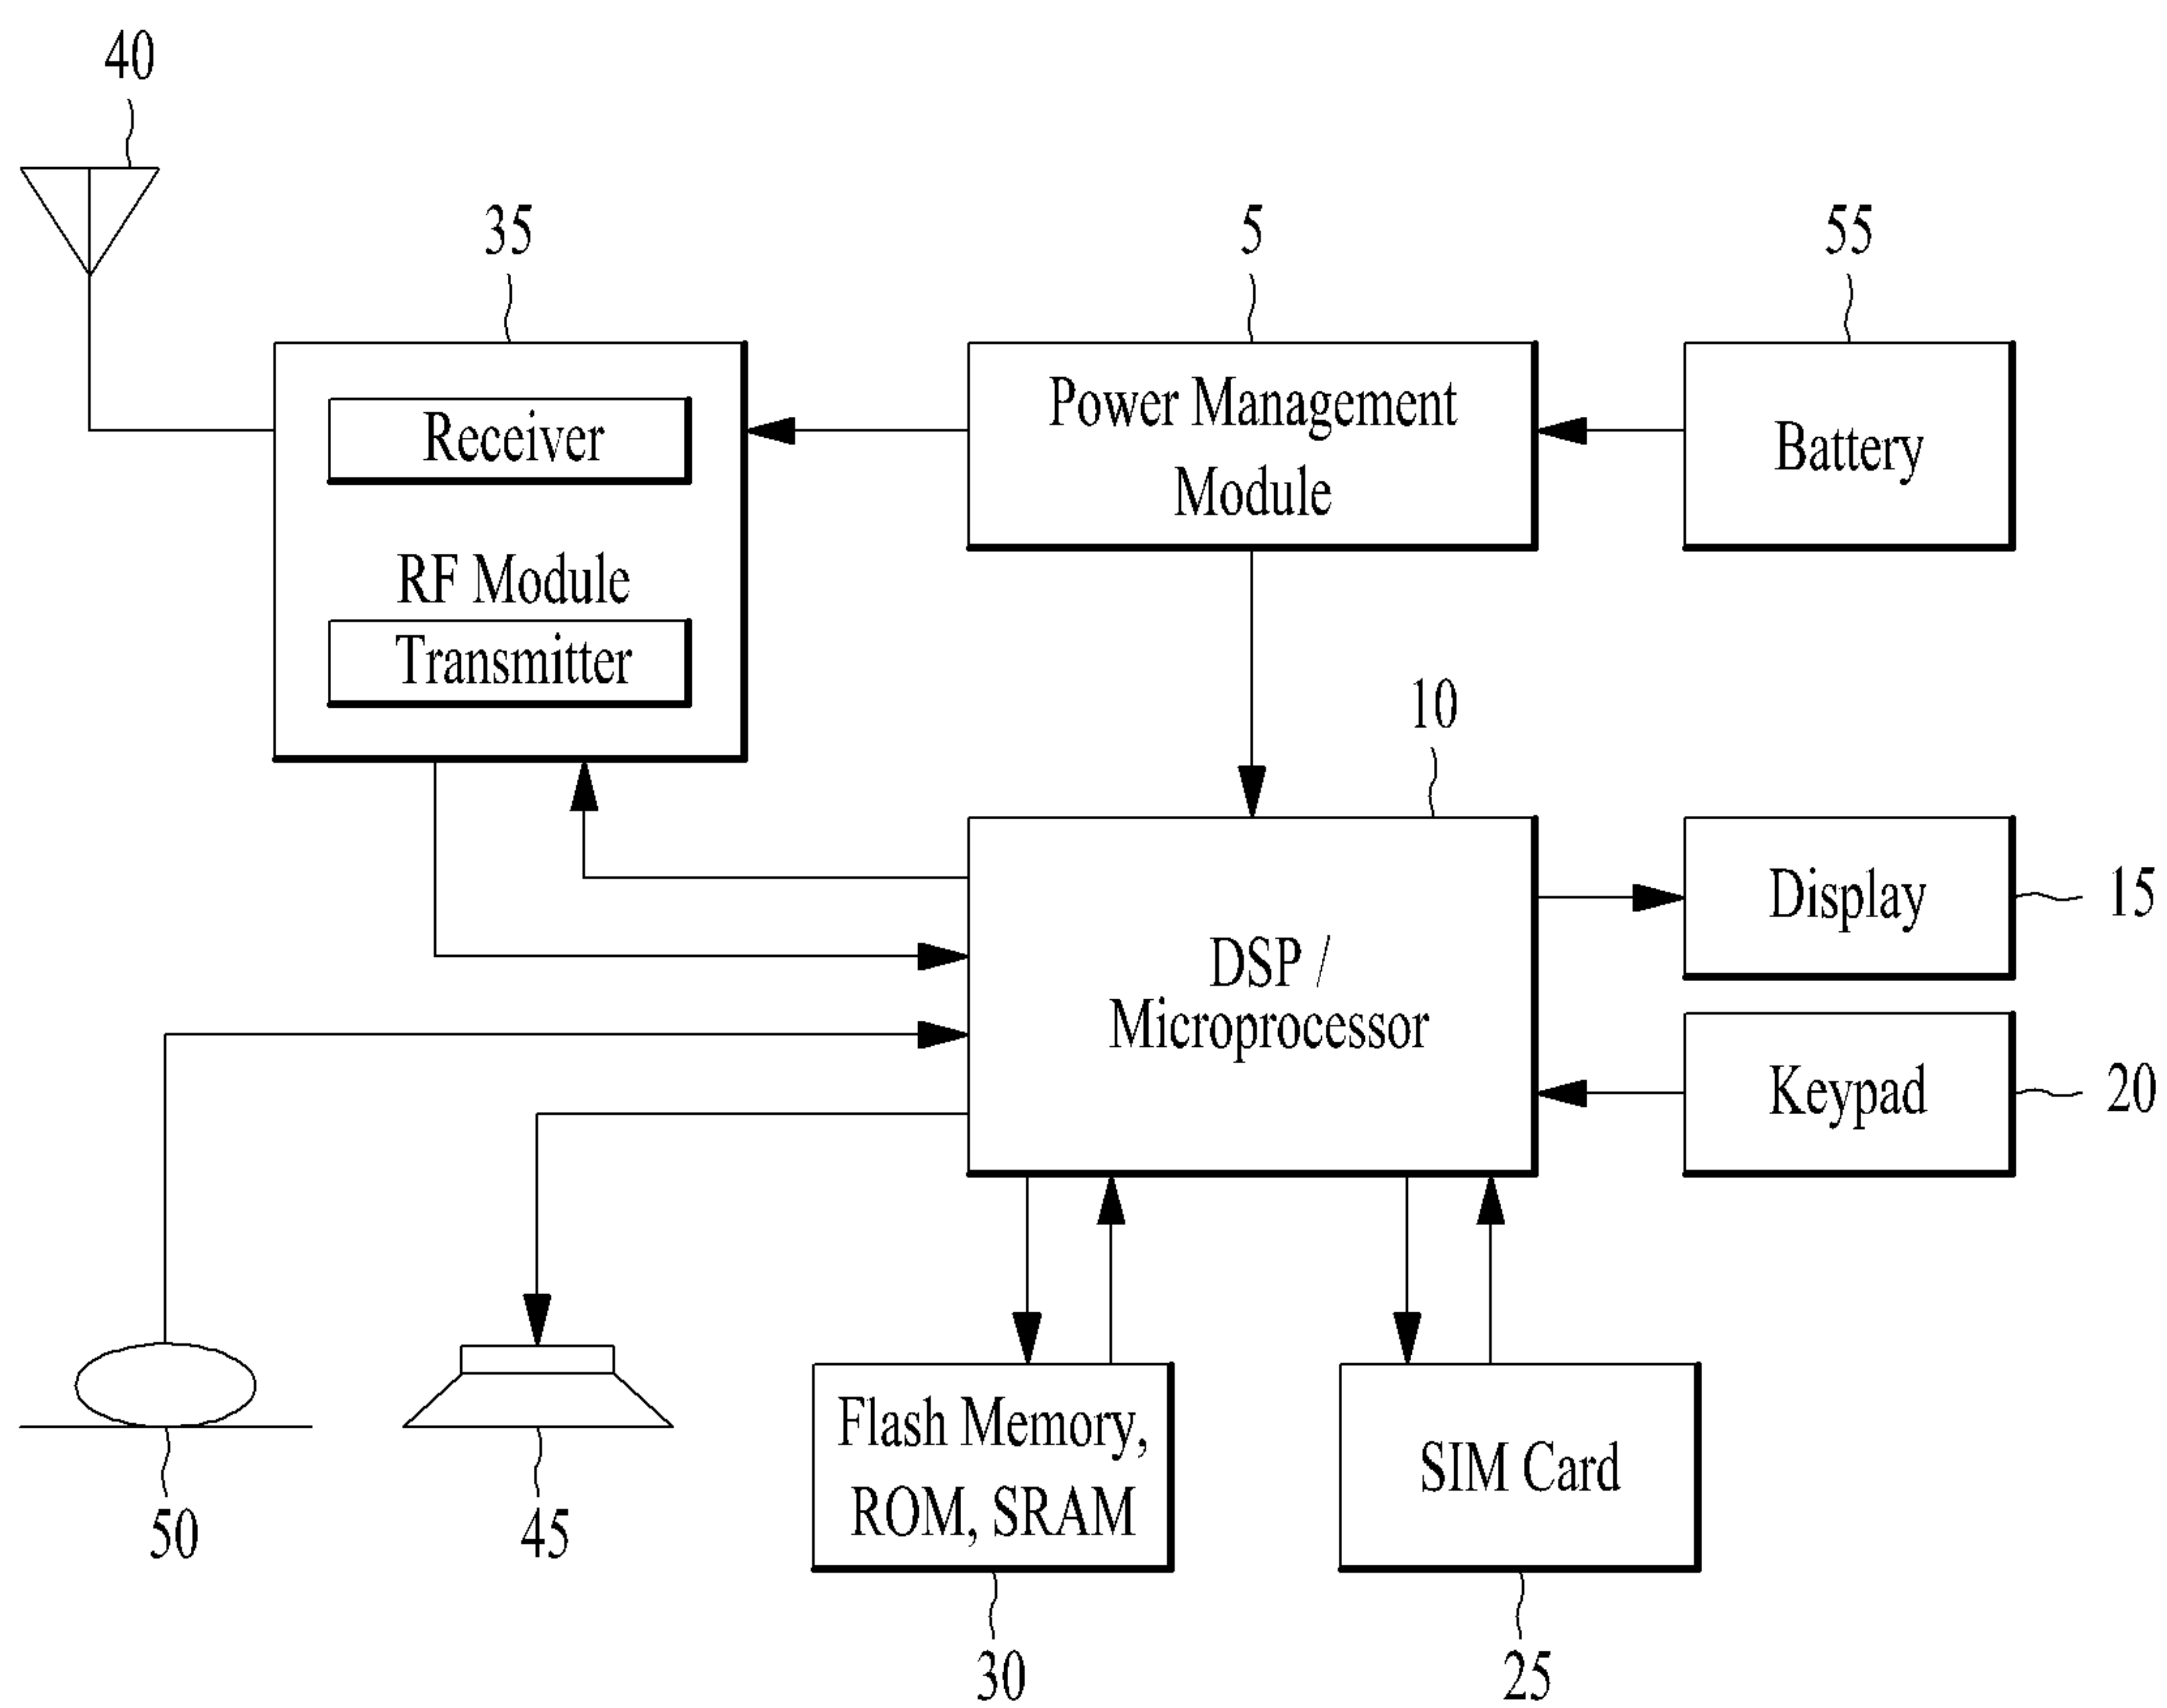 40
35
5
55
Receiver
RF Module
Transmitter
Power Management
Module
Battery
10
DSP /
Microprocessor
Display
15
Keypad
20
50
45
Flash Memory,
ROM, SRAM
30
SIM Card
25